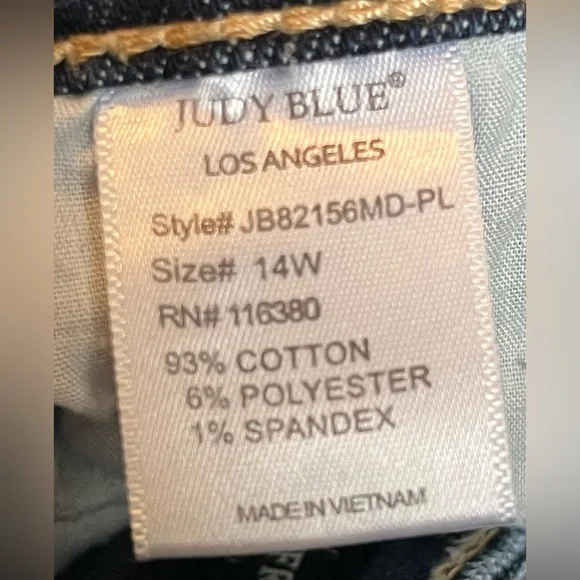 JUDY BLUE®
LOS ANGELES
Style# JB82156MD-PL
Size# 14W
RN# 116380
93% COTTON
6% POLYESTER
1% SPANDEX
MADE IN VIETNAM